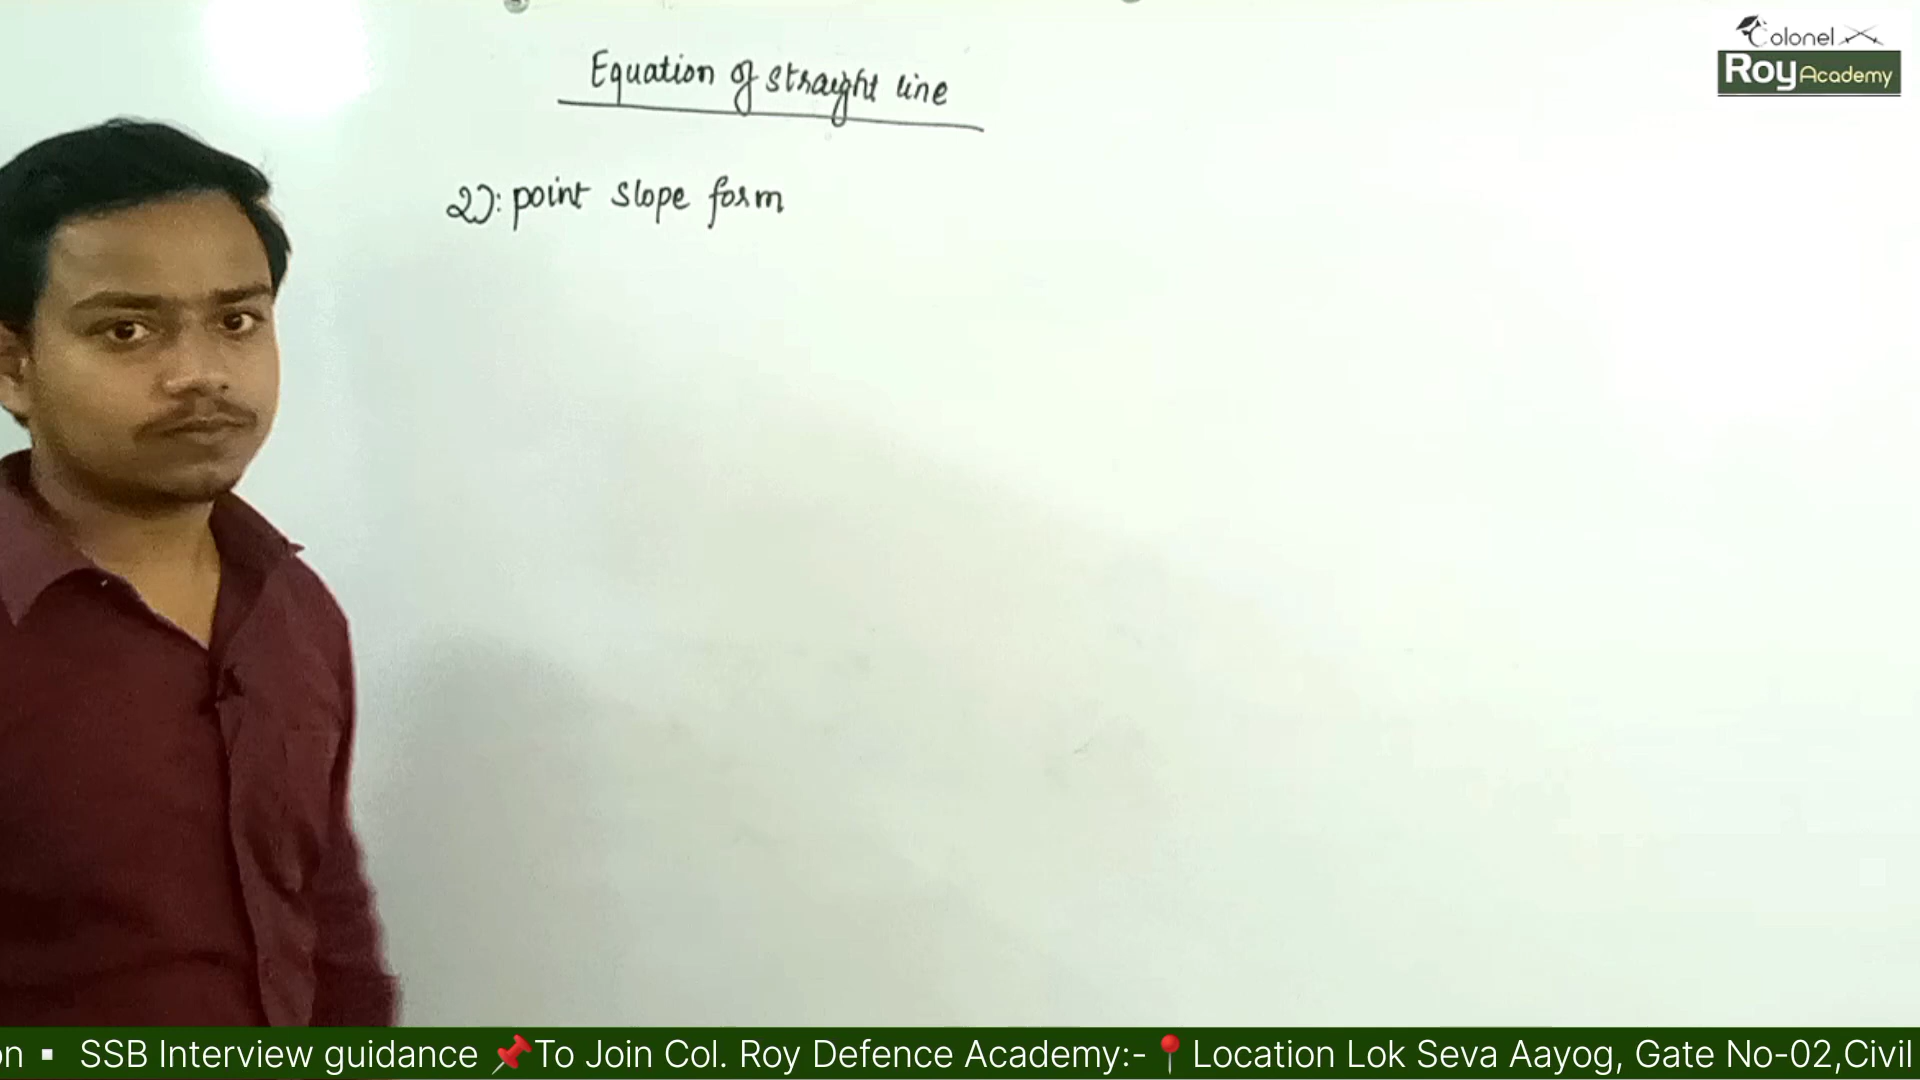 Colonel
Roy Academy
Equation of straight line
2): point slope form
on ▪ SSB Interview guidance 📌To Join Col. Roy Defence Academy:-📍Location Lok Seva Aayog, Gate No-02,Civil